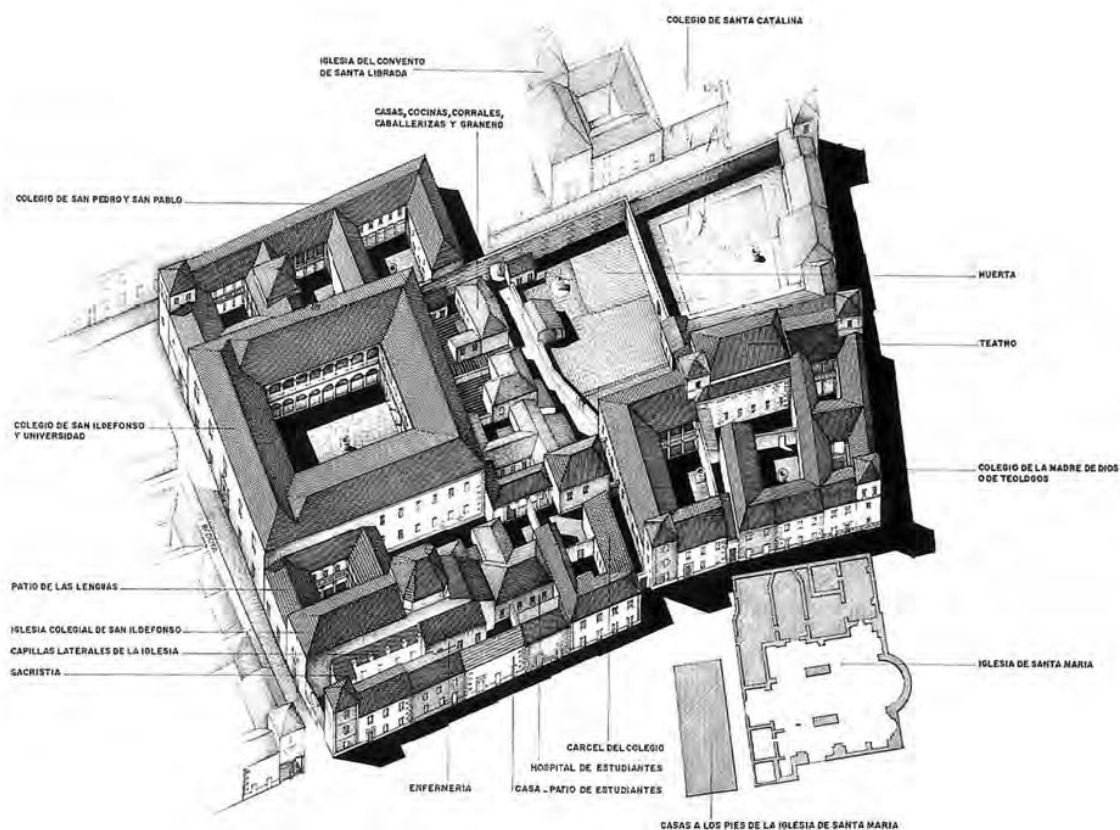 COLEGIO DE SANTA CATALINA
IGLESIA DEL CONVENTO
DE SANTA LIBRADA
CASAS, COCINAS, CORRALES,
CABALLERIZAS Y GRANERO
COLEGIO DE SAN PEDRO Y SAN PABLO
HUERTA
TEATRO
COLEGIO DE SAN ILDEFONSO
Y UNIVERSIDAD
COLEGIO DE LA MADRE DE DIOS
O DE TEOLOGOS
PATIO DE LAS LENGUAS
IGLESIA COLEGIAL DE SAN ILDEFONSO
CAPILLAS LATERALES DE LA IGLESIA
SACRISTIA
IGLESIA DE SANTA MARIA
CARCEL DEL COLEGIO
HOSPITAL DE ESTUDIANTES
ENFERMERIA
CASA _ PATIO DE ESTUDIANTES
CASAS A LOS PIES DE LA IGLESIA DE SANTA MARIA